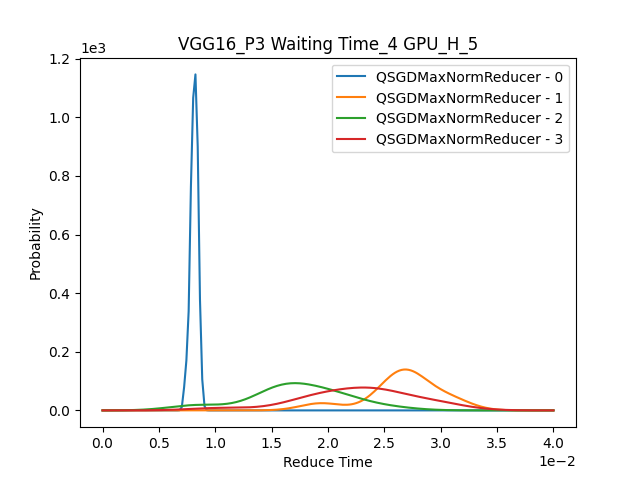 VGG16_P3 Waiting Time_4 GPU_H_5
1e3
QSGDMaxNormReducer - 0
QSGDMaxNormReducer - 1
QSGDMaxNormReducer - 2
QSGDMaxNormReducer - 3
1.2
1.0
0.8
0.6
0.4
0.2
0.0
Probability
0.0 0.5 1.0 1.5 2.0 2.5 3.0 3.5 4.0
Reduce Time
1e−2